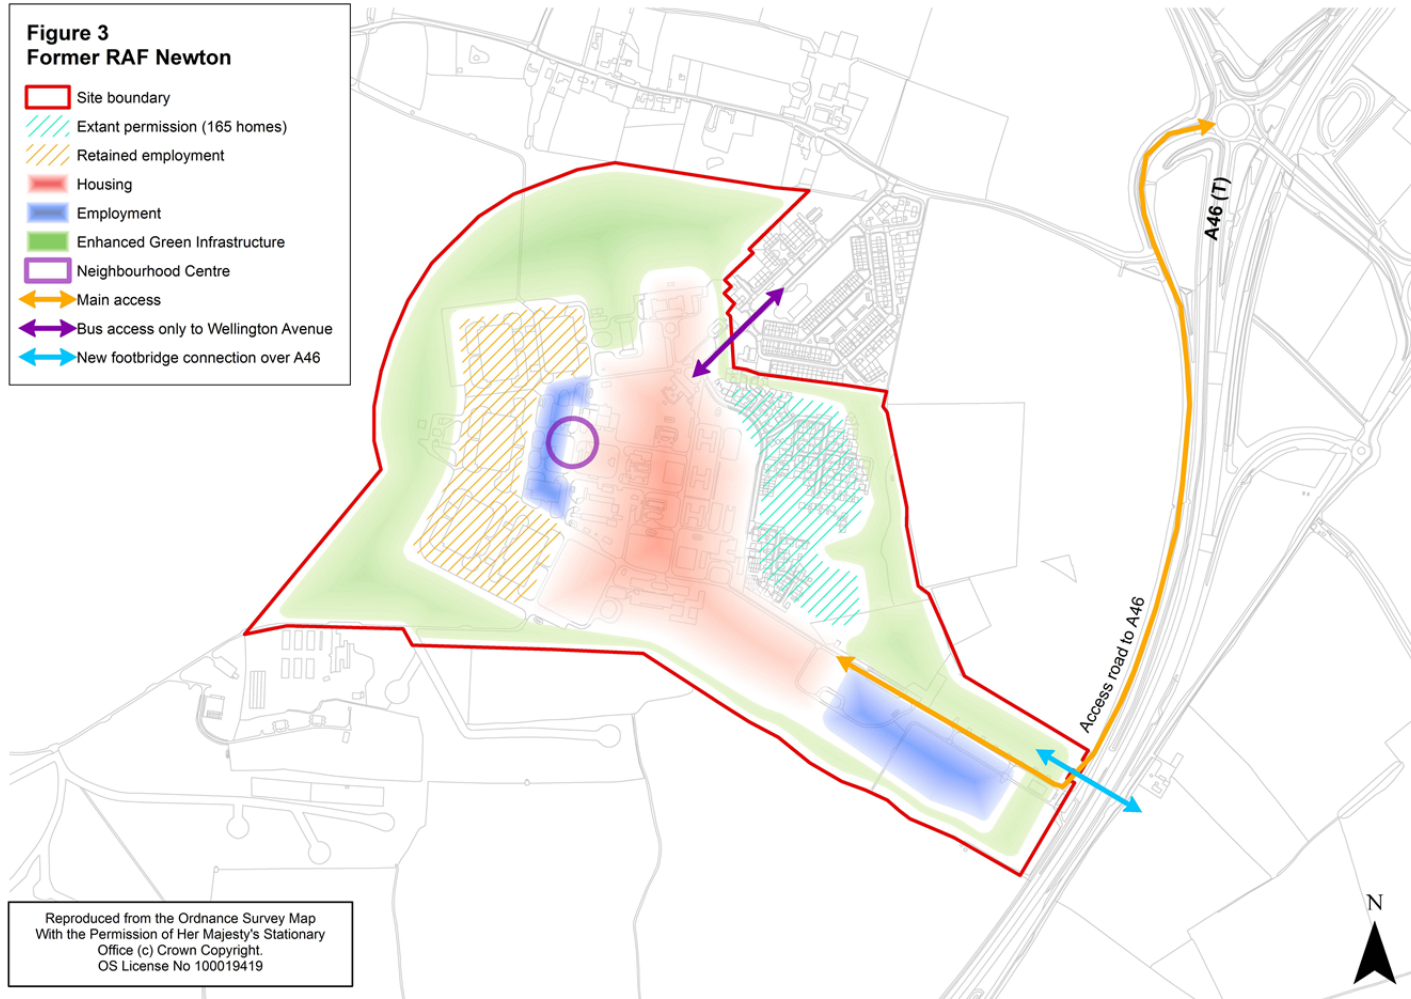 Figure 3
Former RAF Newton
Site boundary
Extant permission (165 homes)
Retained employment
Housing
Employment
Enhanced Green Infrastructure
Neighbourhood Centre
Main access
Bus access only to Wellington Avenue
New footbridge connection over A46
A46 (T)
Access road to A46
Reproduced from the Ordnance Survey Map
With the Permission of Her Majesty's Stationary
Office (c) Crown Copyright.
OS License No 100019419
N